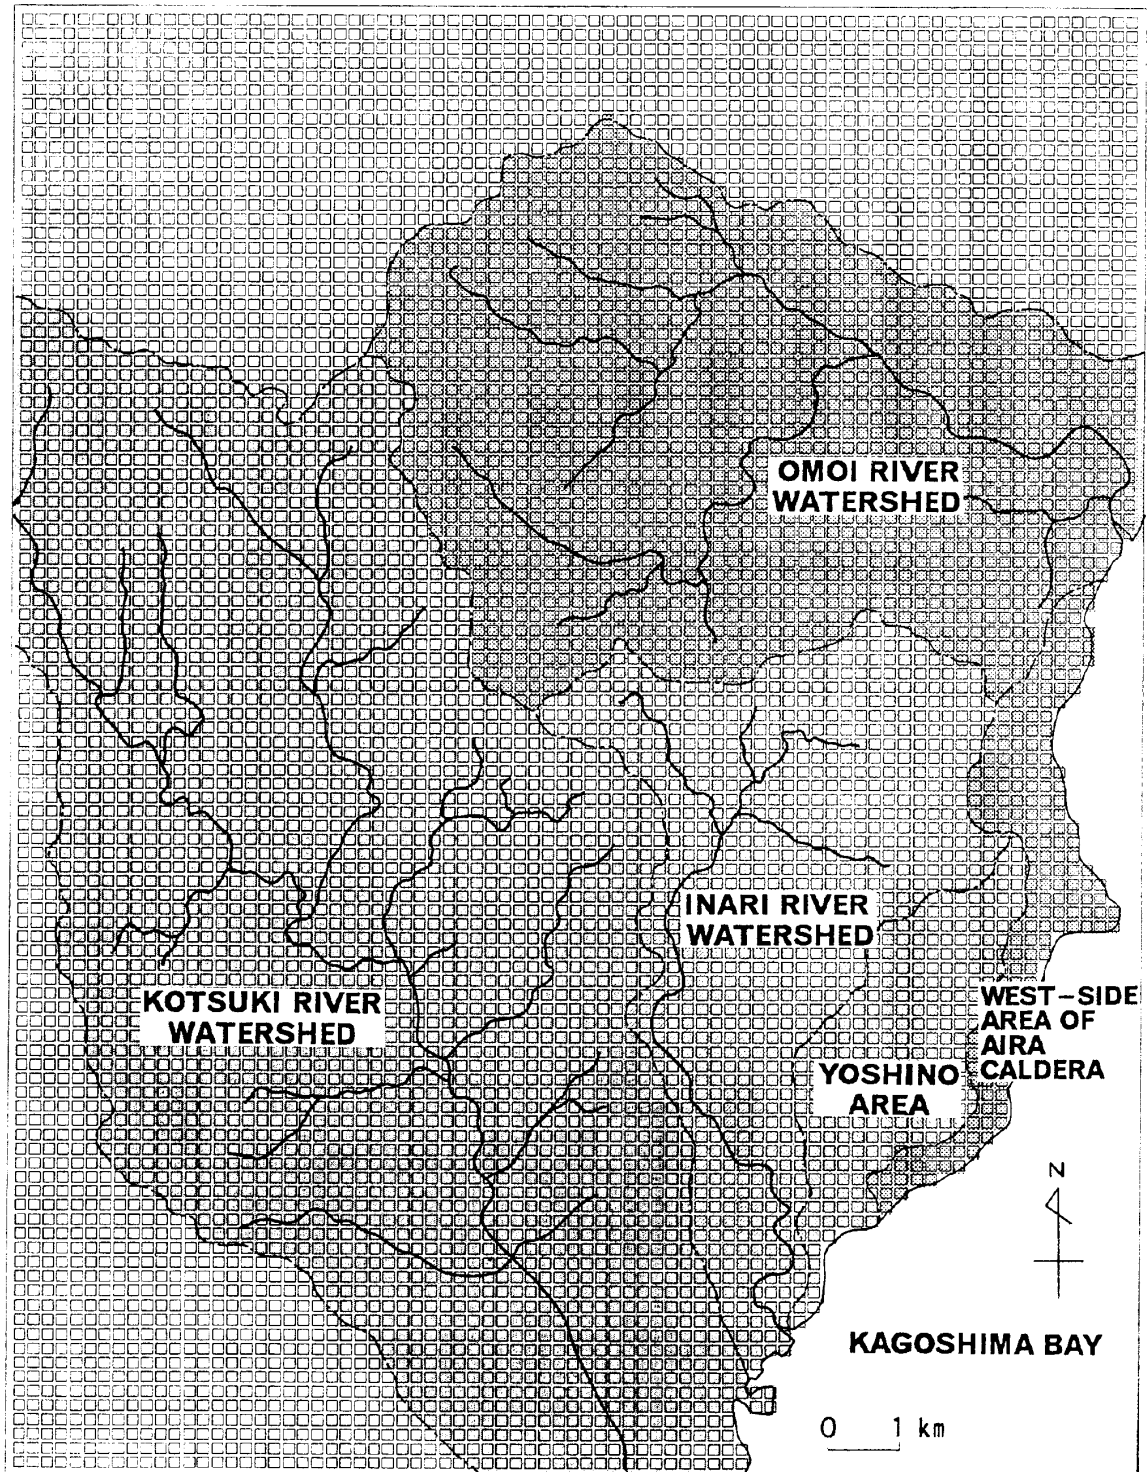 OMOI RIVER
WATERSHED
INARI RIVER
WATERSHED
KOTSUKI RIVER
WATERSHED
WEST-SIDE
AREA OF
AIRA
CALDERA
YOSHINO
AREA
N
KAGOSHIMA BAY
0 1 km